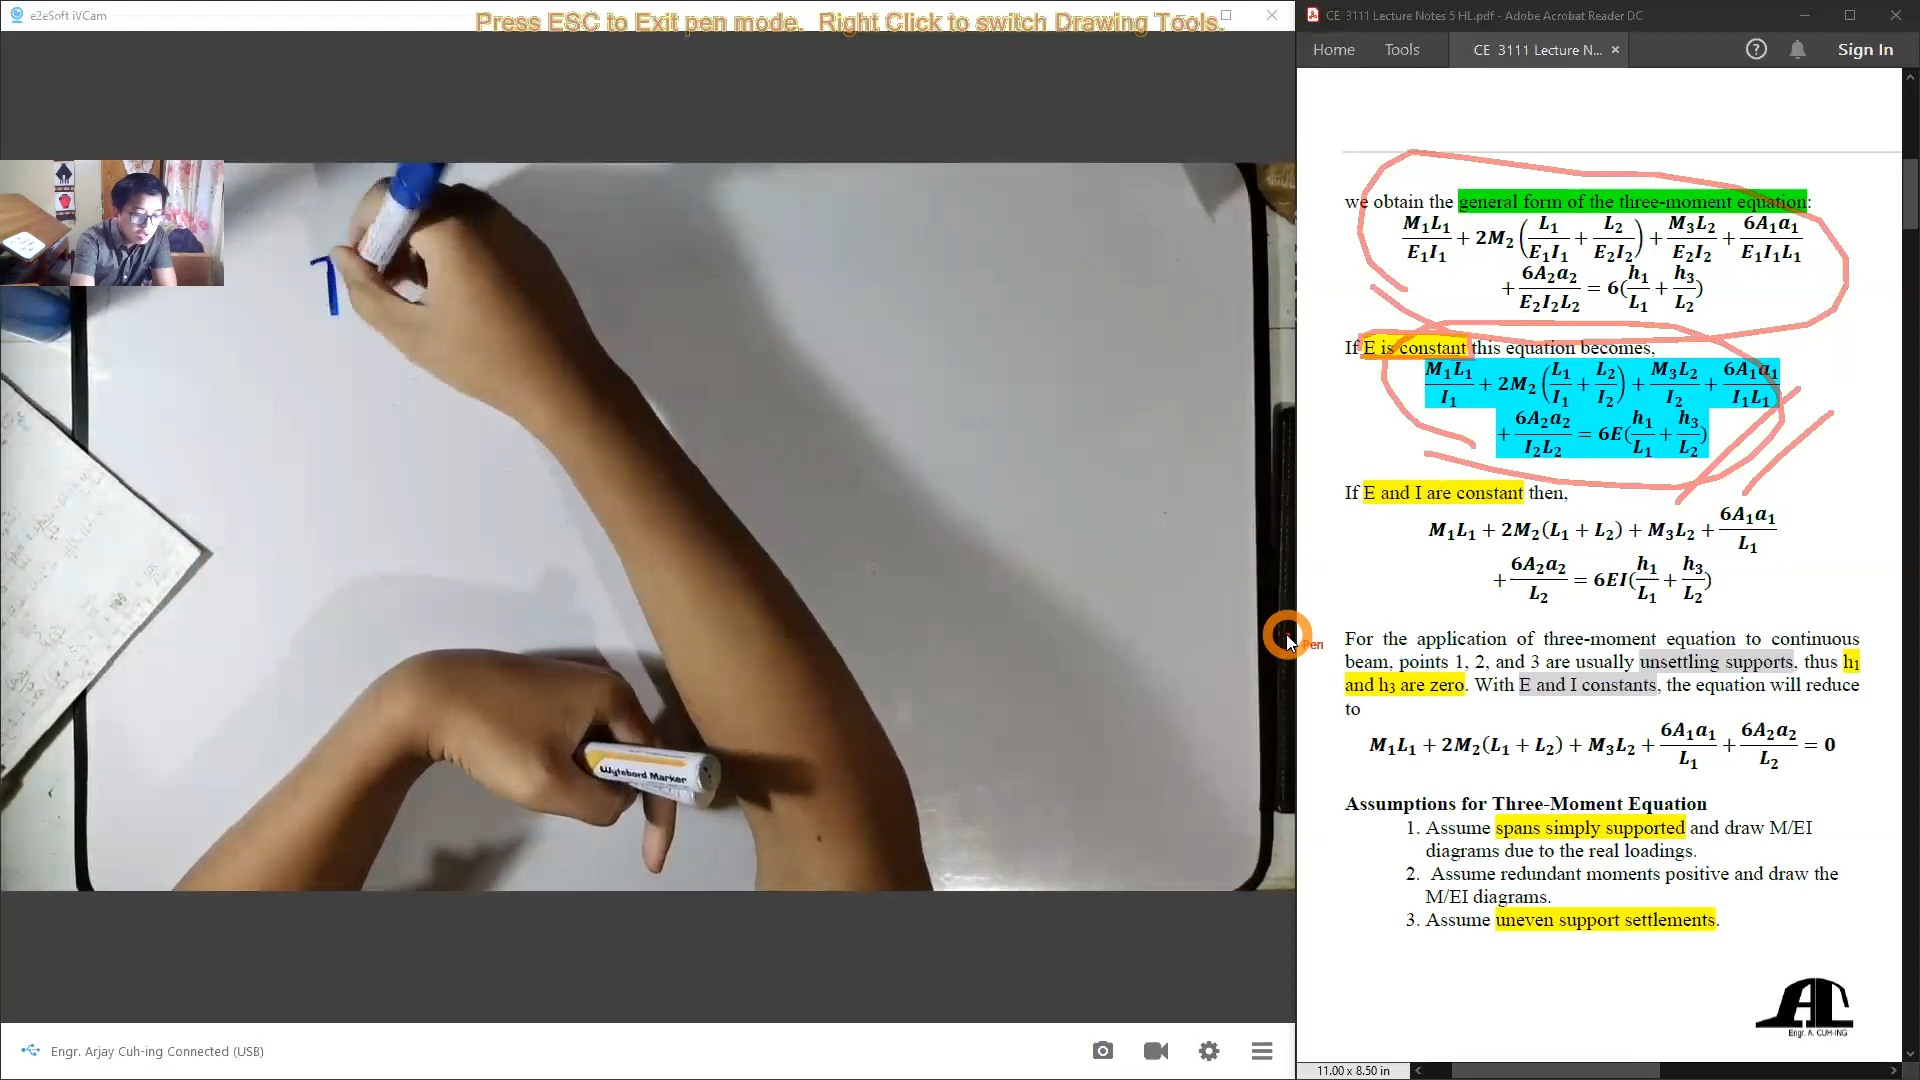 e2eSoft iVCam
Press ESC to Exit pen mode. Right Click to switch Drawing Tools.
CE 3111 Lecture Notes 5 HL.pdf - Adobe Acrobat Reader DC
Home Tools CE 3111 Lecture N... × Sign In
we obtain the general form of the three-moment equation:
M₁L₁/E₁I₁ + 2M₂(L₁/E₁I₁ + L₂/E₂I₂) + M₃L₂/E₂I₂ + 6A₁a₁/E₁I₁L₁
+ 6A₂a₂/E₂I₂L₂ = 6(h₁/L₁ + h₃/L₂)
If E is constant this equation becomes,
M₁L₁/I₁ + 2M₂(L₁/I₁ + L₂/I₂) + M₃L₂/I₂ + 6A₁a₁/I₁L₁
+ 6A₂a₂/I₂L₂ = 6E(h₁/L₁ + h₃/L₂)
If E and I are constant then,
M₁L₁ + 2M₂(L₁ + L₂) + M₃L₂ + 6A₁a₁/L₁
+ 6A₂a₂/L₂ = 6EI(h₁/L₁ + h₃/L₂)
For the application of three-moment equation to continuous
beam, points 1, 2, and 3 are usually unsettling supports, thus h₁
and h₃ are zero. With E and I constants, the equation will reduce
to
M₁L₁ + 2M₂(L₁ + L₂) + M₃L₂ + 6A₁a₁/L₁ + 6A₂a₂/L₂ = 0
Assumptions for Three-Moment Equation
1. Assume spans simply supported and draw M/EI
diagrams due to the real loadings.
2. Assume redundant moments positive and draw the
M/EI diagrams.
3. Assume uneven support settlements.
Engr. A. CUH-ING
11.00 x 8.50 in
Pen
Wytebord Marker
Engr. Arjay Cuh-ing Connected (USB)